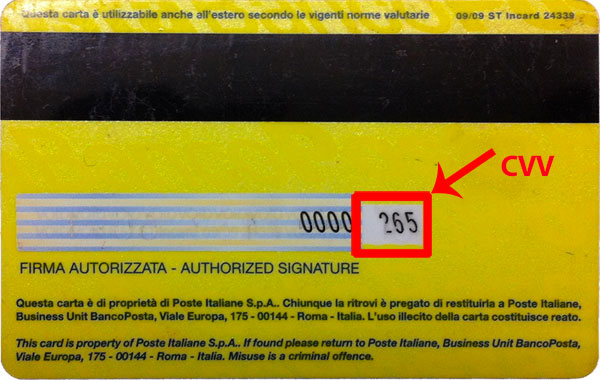 Questa carta è utilizzabile anche all'estero secondo le vigenti norme valutarie 09/09 ST Incard 24339
CVV
0000 265
FIRMA AUTORIZZATA - AUTHORIZED SIGNATURE
Questa carta è di proprietà di Poste Italiane S.p.A.. Chiunque la ritrovi è pregato di restituirla a Poste Italiane,
Business Unit BancoPosta, Viale Europa, 175 - 00144 - Roma - Italia. L'uso illecito della carta costituisce reato.
This card is property of Poste Italiane S.p.A.. If found please return to Poste Italiane, Business Unit BancoPosta,
Viale Europa, 175 - 00144 - Roma - Italia. Misuse is a criminal offence.